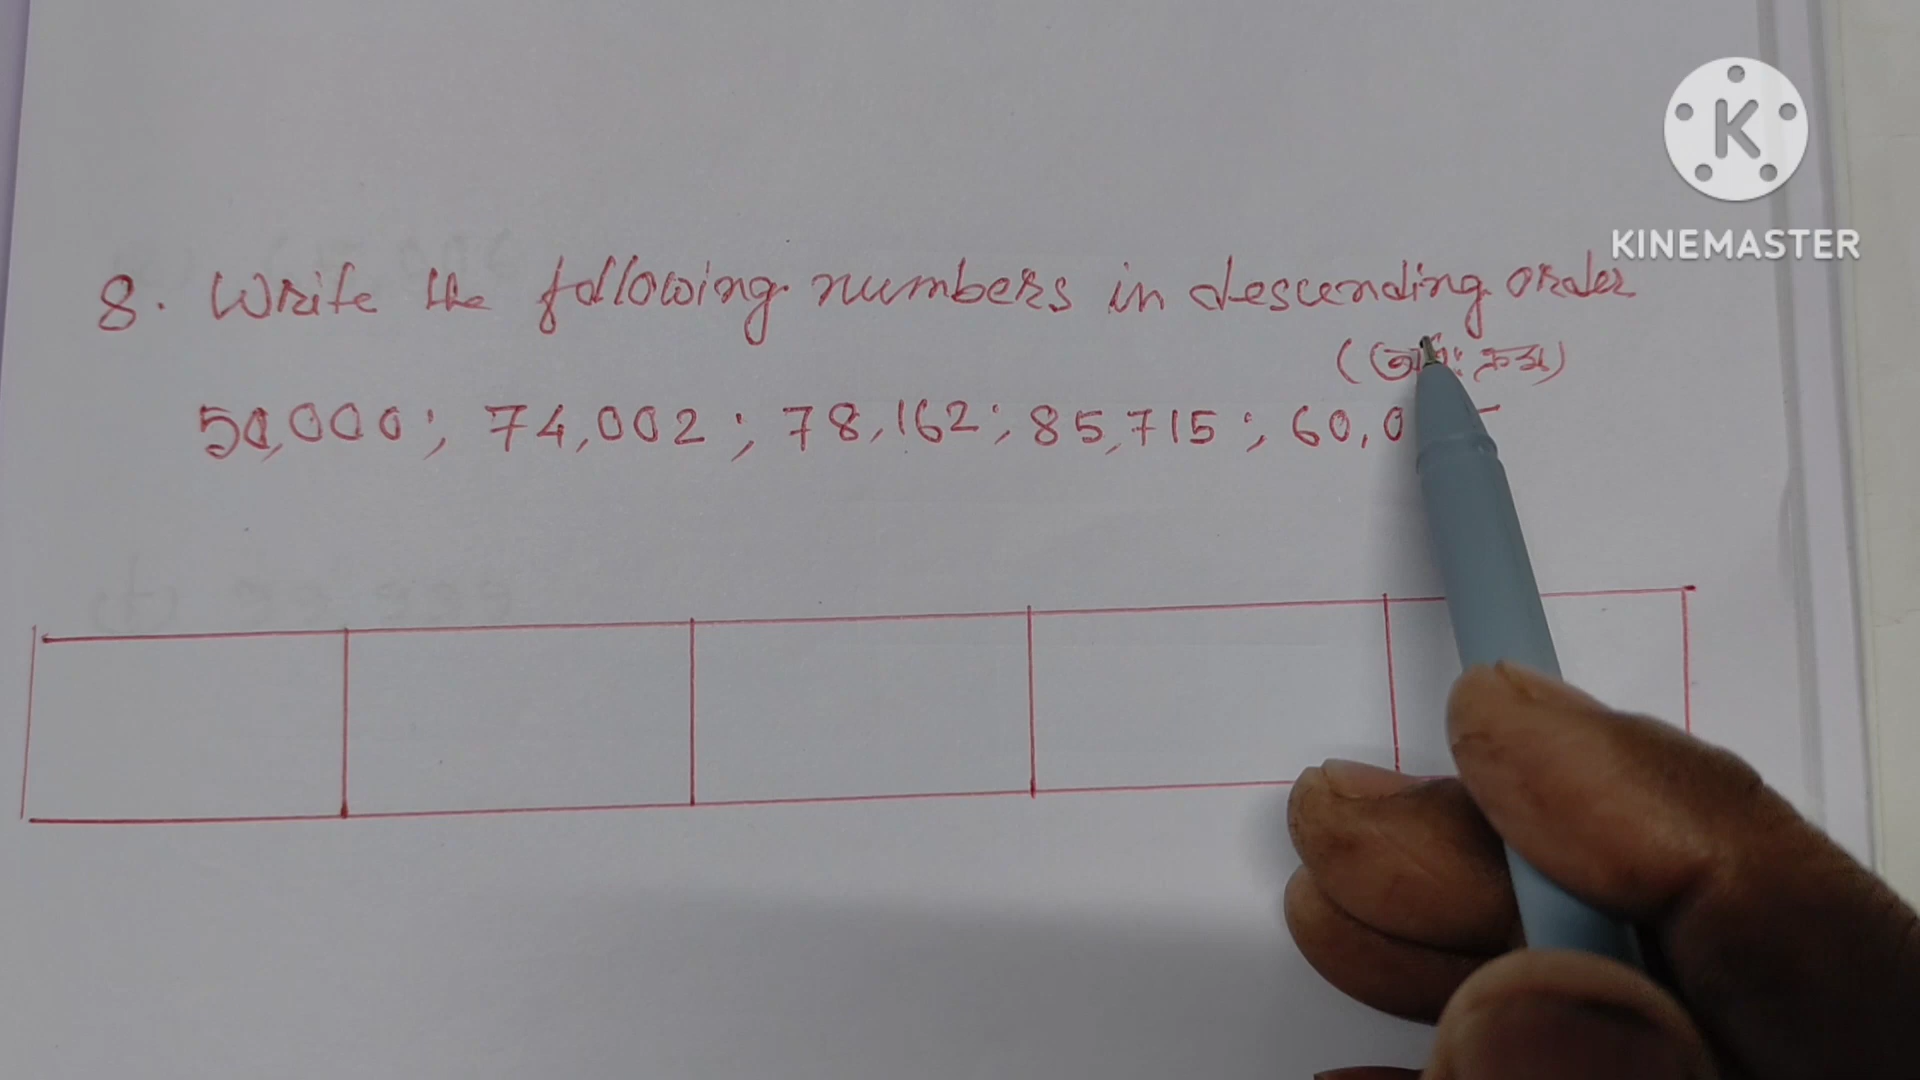 KINEMASTER
8. Write the following numbers in descending order
50,000; 74,002; 78,162; 85,715; 60,0